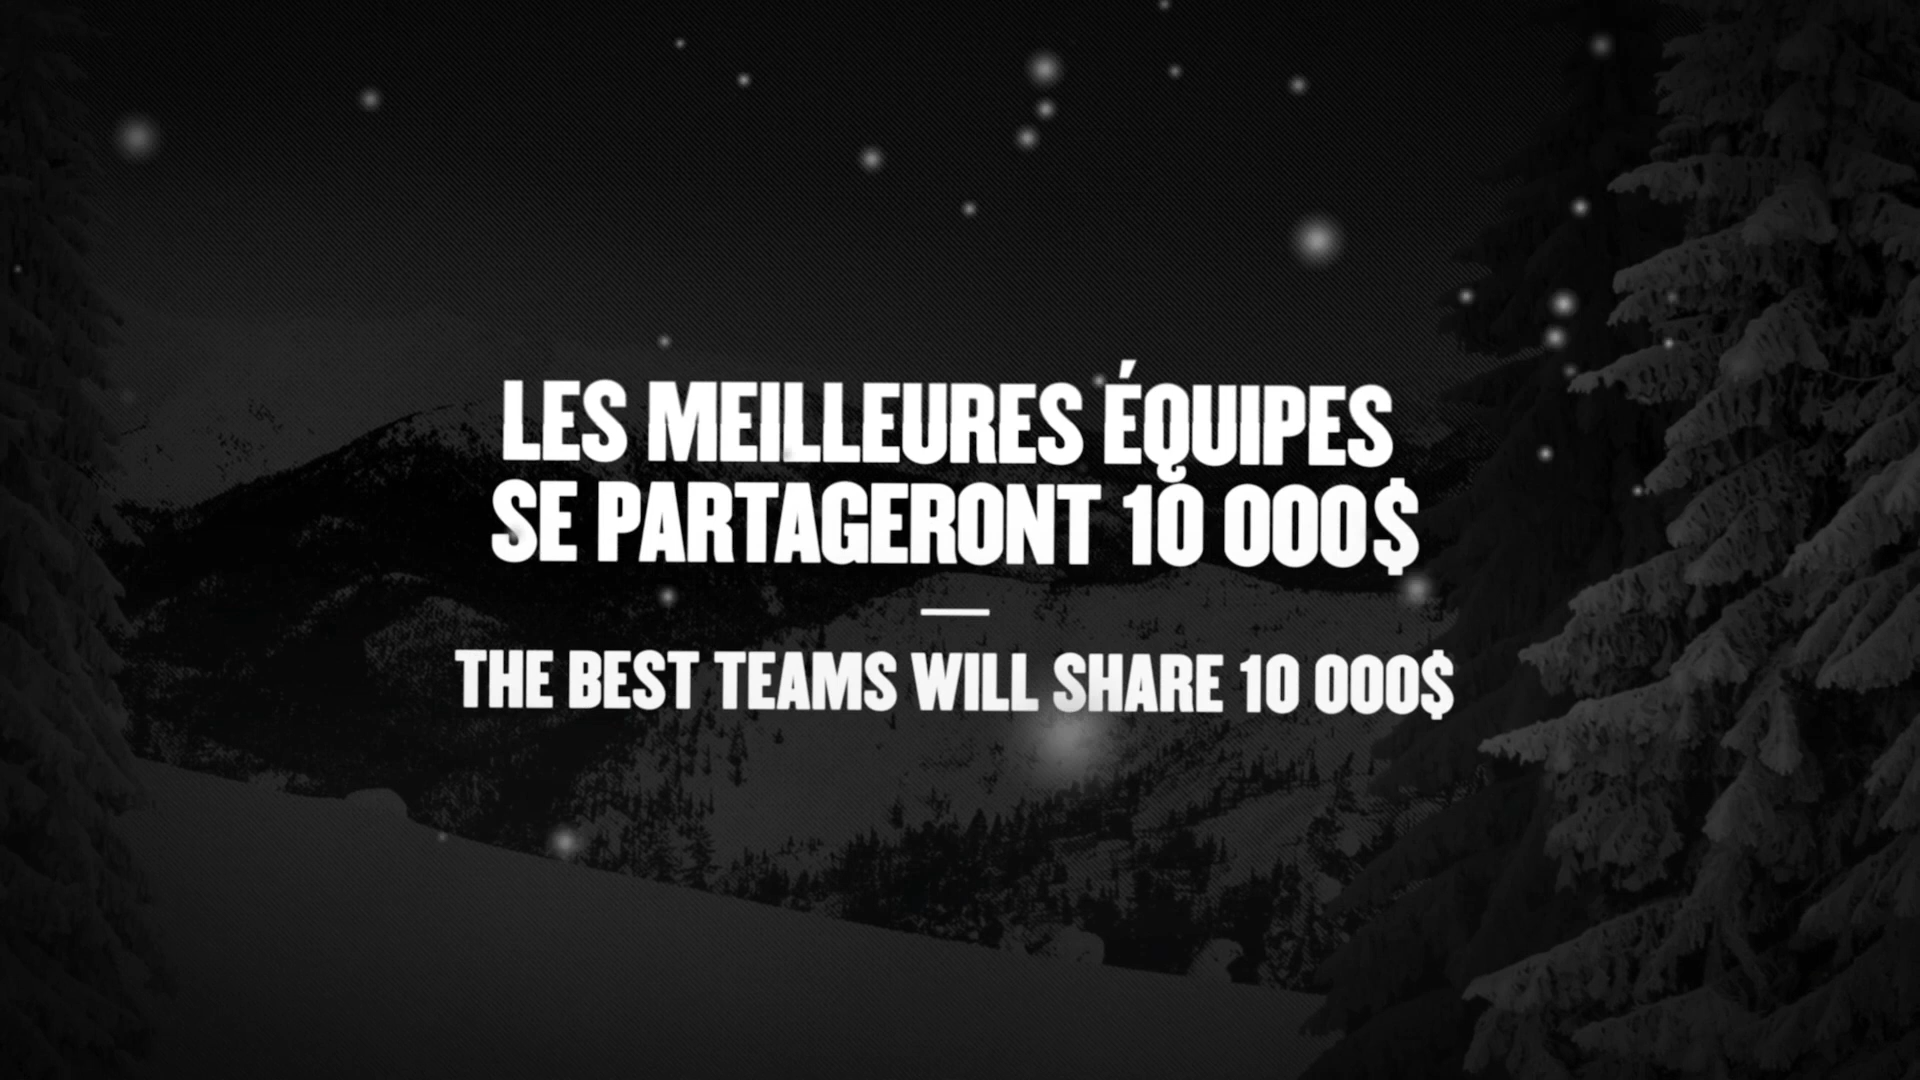 LES MEILLEURES ÉQUIPES
SE PARTAGERONT 10 000$
THE BEST TEAMS WILL SHARE 10 000$